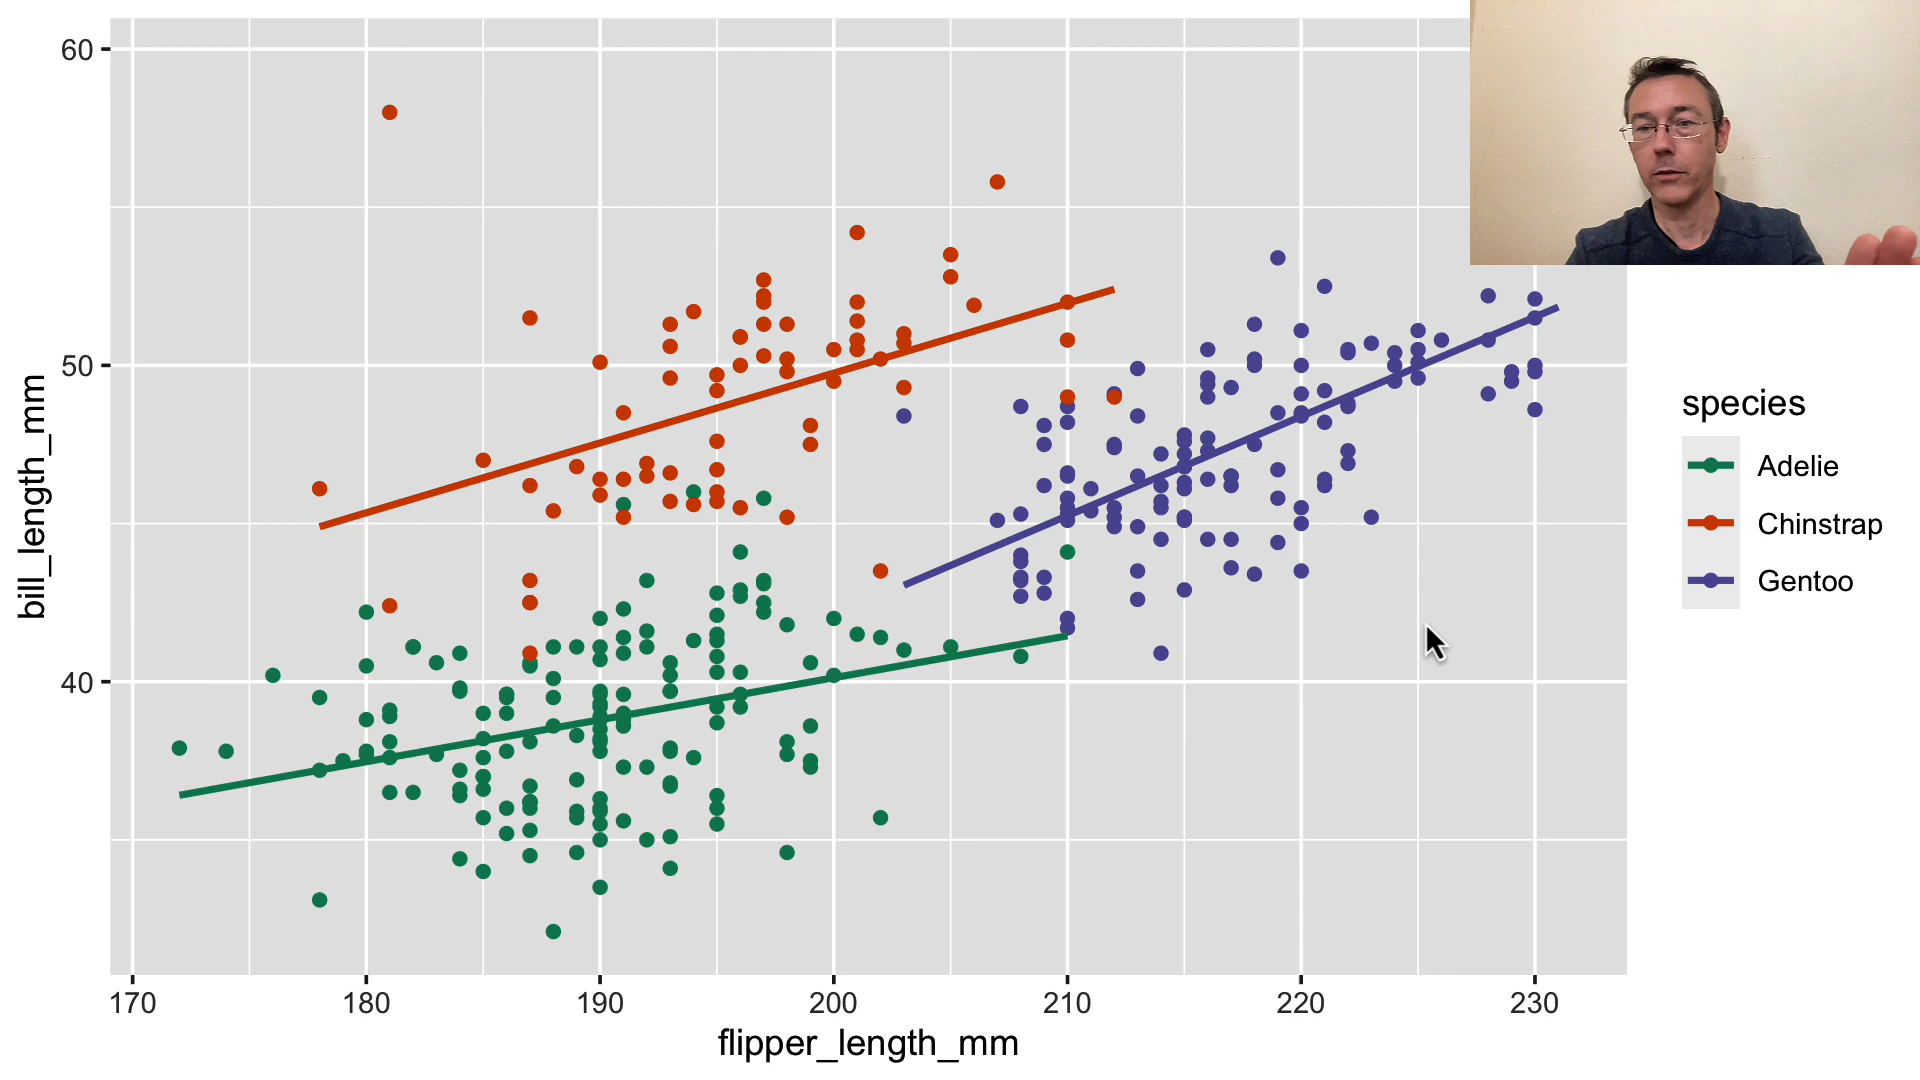 60
50
40
bill_length_mm
170 180 190 200 210 220 230
flipper_length_mm
species
Adelie
Chinstrap
Gentoo